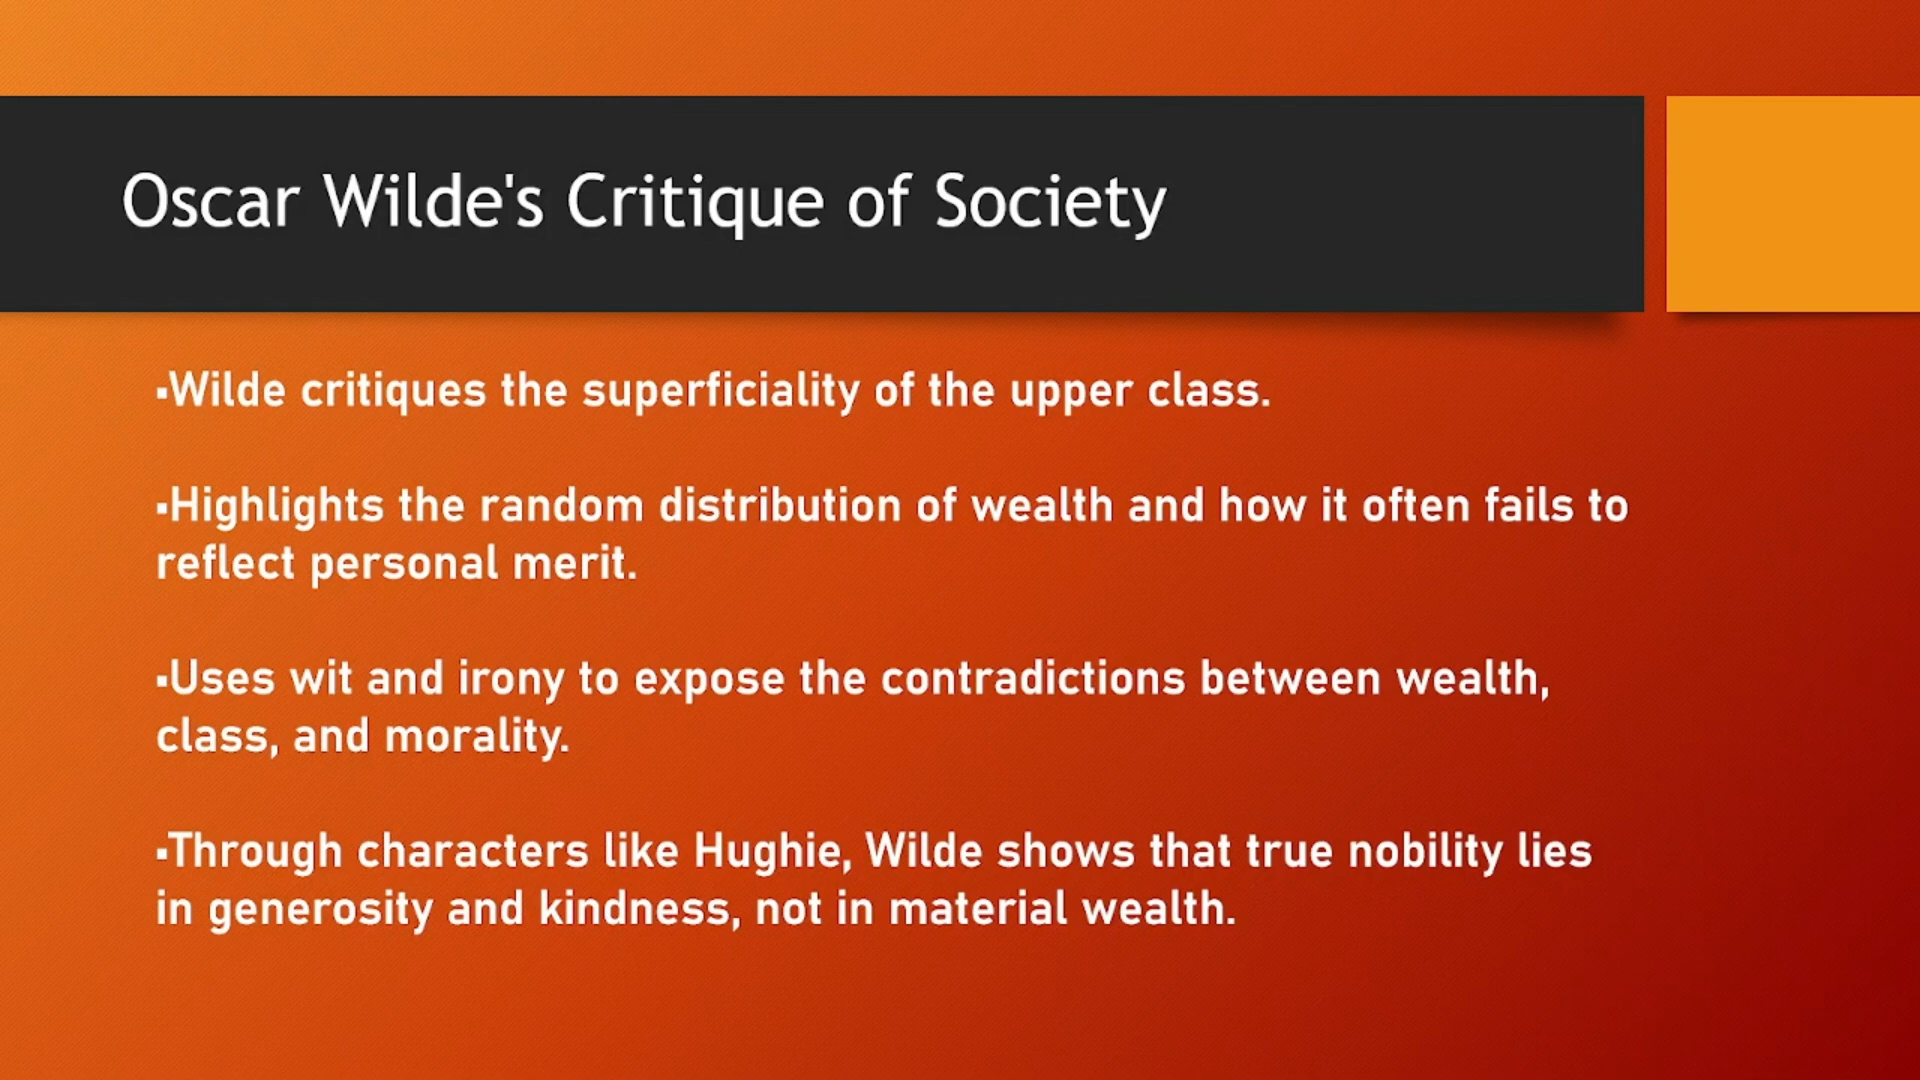 Oscar Wilde's Critique of Society
▪Wilde critiques the superficiality of the upper class.
▪Highlights the random distribution of wealth and how it often fails to
reflect personal merit.
▪Uses wit and irony to expose the contradictions between wealth,
class, and morality.
▪Through characters like Hughie, Wilde shows that true nobility lies
in generosity and kindness, not in material wealth.